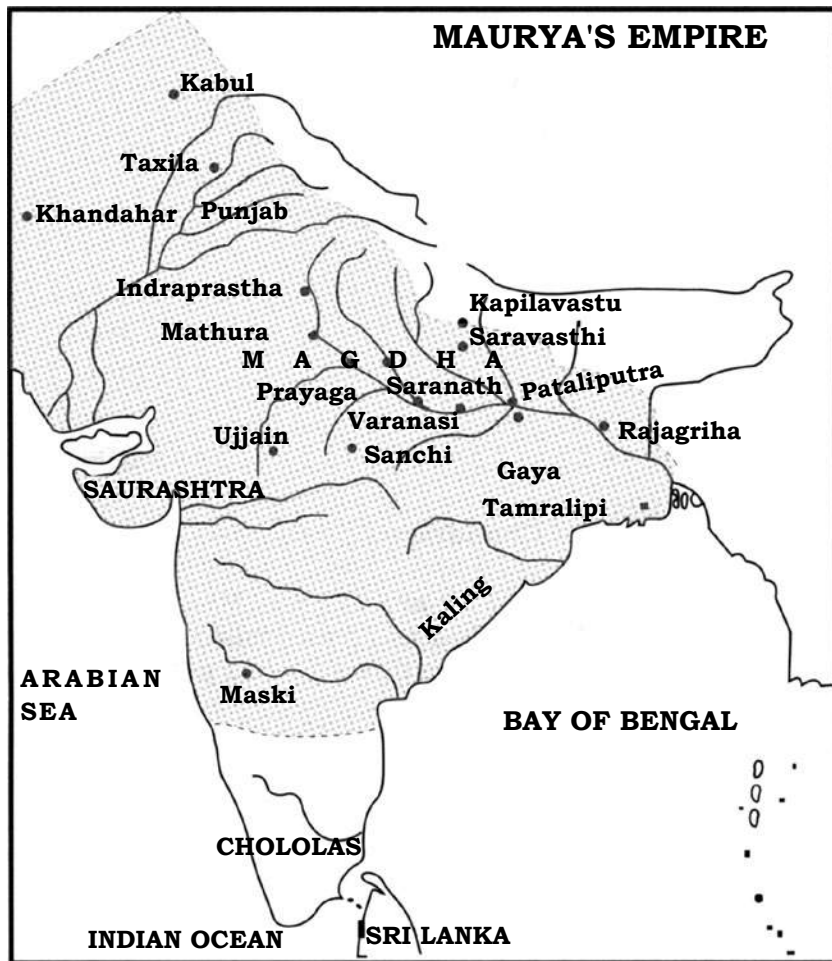 MAURYA'S EMPIRE
Kabul
Taxila
Khandahar
Punjab
Indraprastha
Kapilavastu
Mathura
Saravasthi
M A G D H A
Prayaga
Saranath
Pataliputra
Varanasi
Rajagriha
Ujjain
Sanchi
Gaya
SAURASHTRA
Tamralipi
Kaling
ARABIAN
SEA
Maski
BAY OF BENGAL
CHOLOLAS
INDIAN OCEAN
SRI LANKA